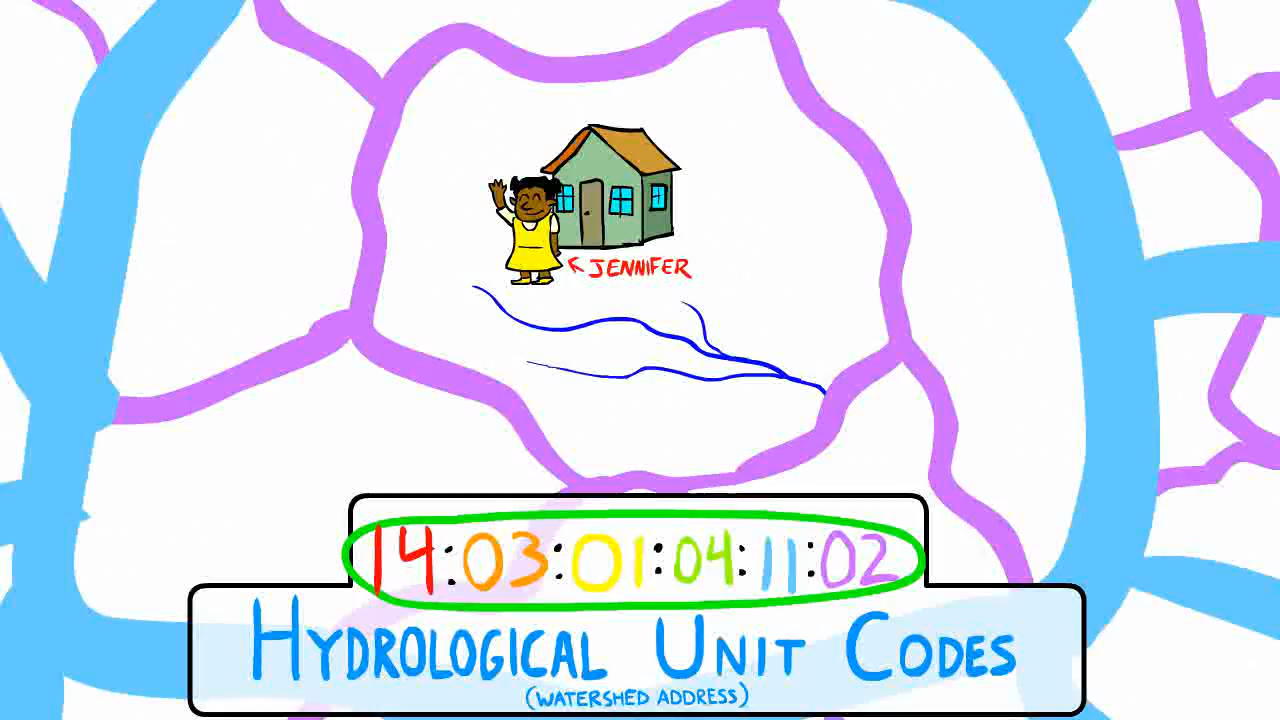 JENNIFER
14:03:01:04:11:02
HYDROLOGICAL UNIT CODES
(WATERSHED ADDRESS)